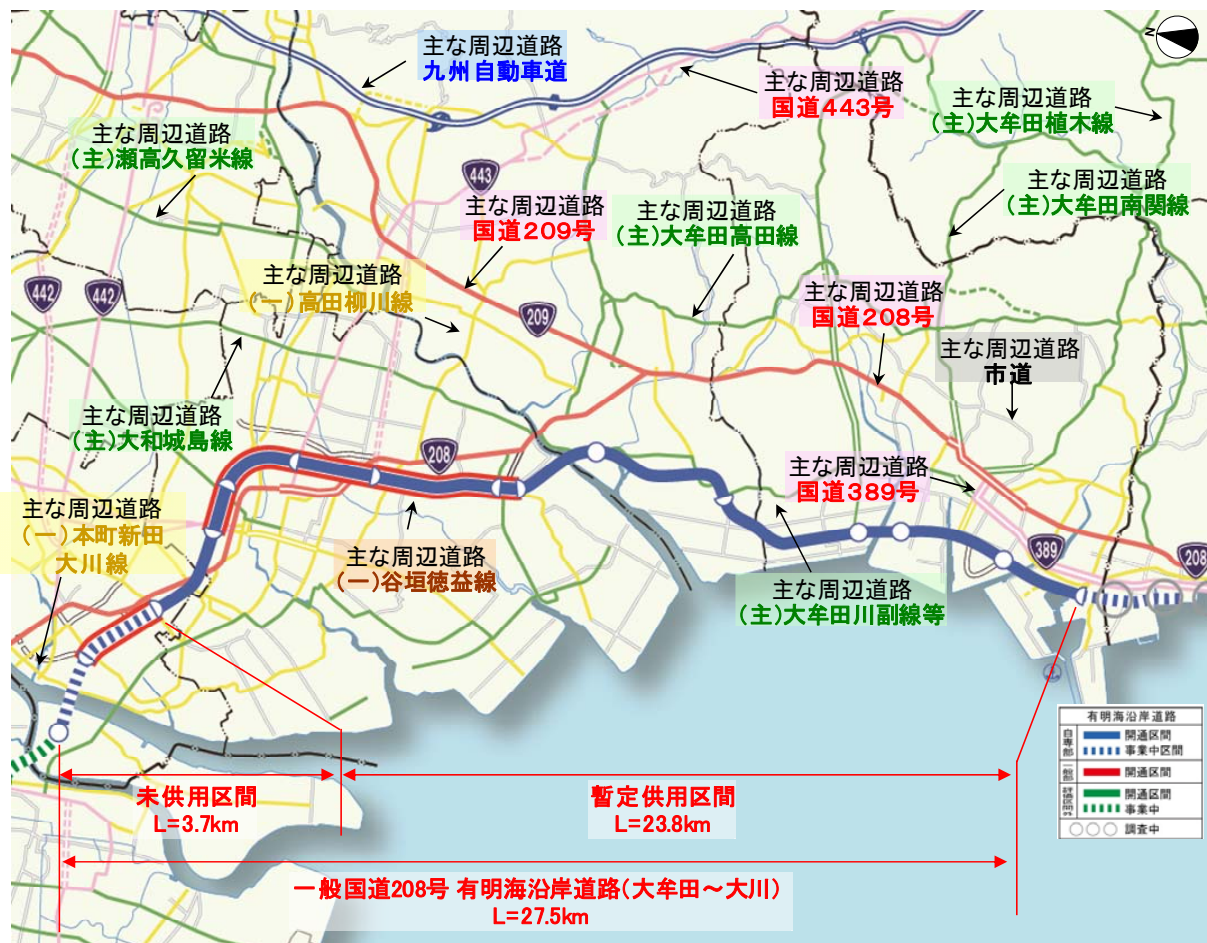 N
主な周辺道路
九州自動車道
主な周辺道路
国道443号
主な周辺道路
(主)大牟田植木線
主な周辺道路
(主)瀬高久留米線
443
主な周辺道路
国道209号
主な周辺道路
(主)大牟田高田線
主な周辺道路
(主)大牟田南関線
442
442
主な周辺道路
(一)高田柳川線
209
主な周辺道路
国道208号
主な周辺道路
市道
主な周辺道路
(主)大和城島線
208
主な周辺道路
国道389号
主な周辺道路
(一)本町新田
大川線
主な周辺道路
(一)谷垣徳益線
389
208
主な周辺道路
(主)大牟田川副線等
未供用区間
L=3.7km
暫定供用区間
L=23.8km
一般国道208号 有明海沿岸道路(大牟田～大川)
L=27.5km
有明海沿岸道路
自専部
開通区間
事業中区間
一般部
開通区間
評価区間外
開通区間
事業中
調査中